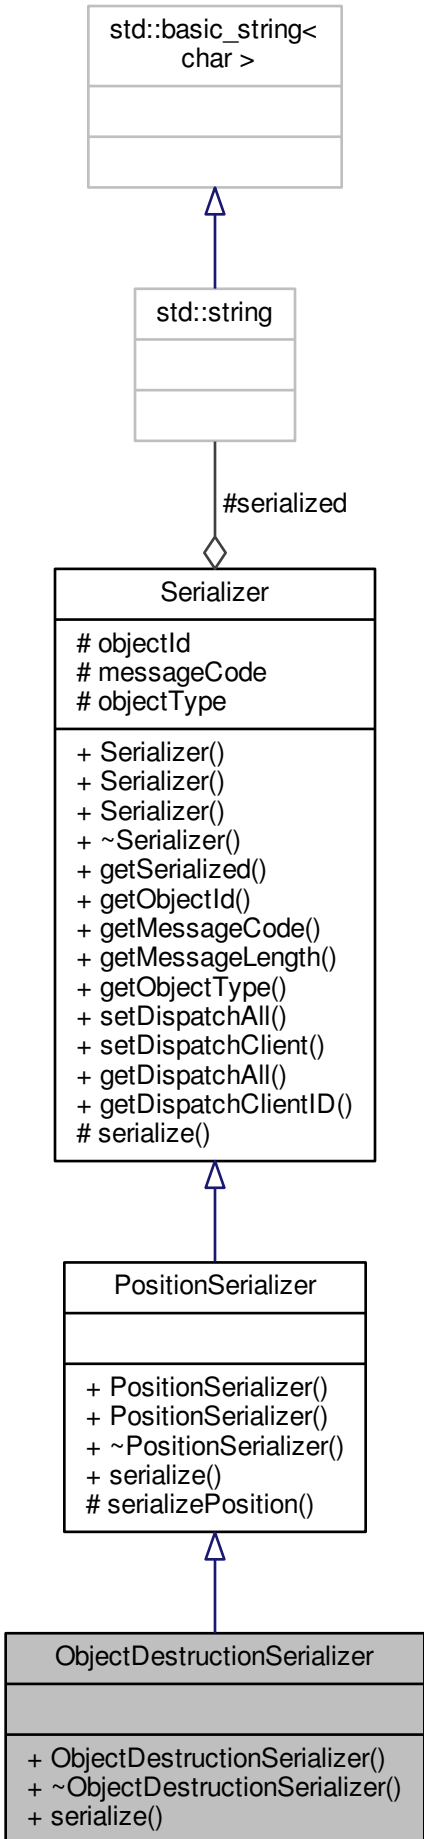 std::basic_string<
char >
std::string
#serialized
Serializer
# objectId
# messageCode
# objectType
+ Serializer()
+ Serializer()
+ Serializer()
+ ~Serializer()
+ getSerialized()
+ getObjectId()
+ getMessageCode()
+ getMessageLength()
+ getObjectType()
+ setDispatchAll()
+ setDispatchClient()
+ getDispatchAll()
+ getDispatchClientID()
# serialize()
PositionSerializer
+ PositionSerializer()
+ PositionSerializer()
+ ~PositionSerializer()
+ serialize()
# serializePosition()
ObjectDestructionSerializer
+ ObjectDestructionSerializer()
+ ~ObjectDestructionSerializer()
+ serialize()